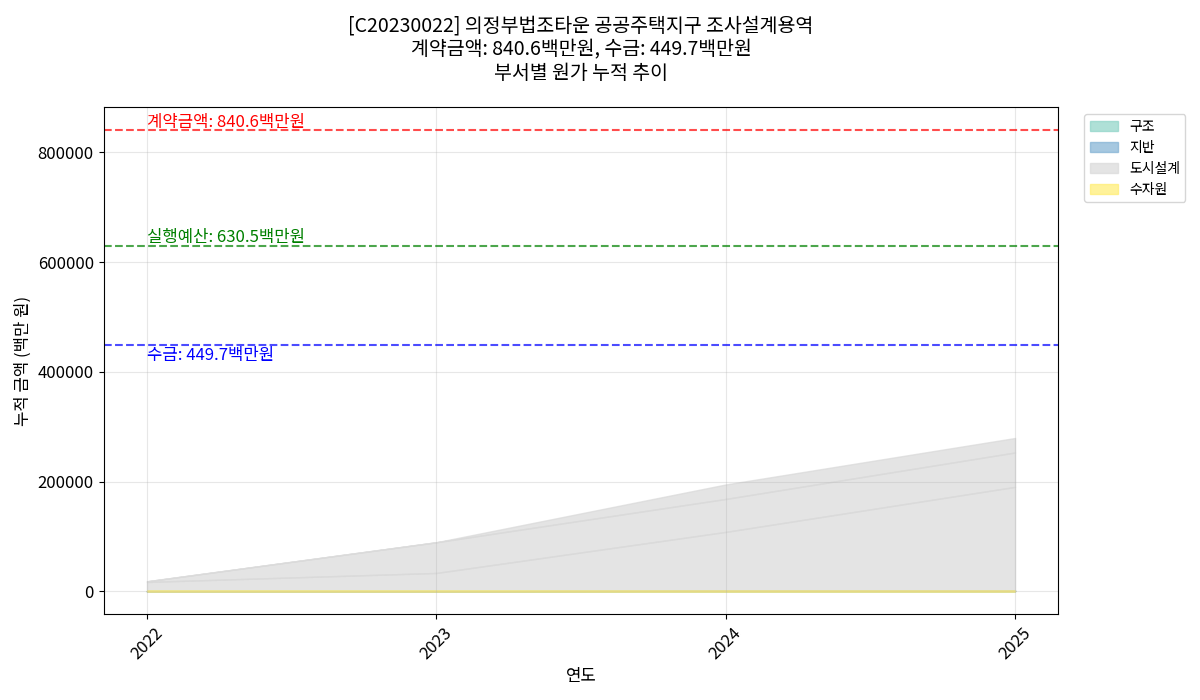 [C20230022] 의정부법조타운 공공주택지구 조사설계용역
계약금액: 840.6백만원, 수금: 449.7백만원
부서별 원가 누적 추이
계약금액: 840.6백만원
실행예산: 630.5백만원
수금: 449.7백만원
800000
600000
400000
200000
0
누적 금액 (백만 원)
2022
2023
2024
2025
연도
구조
지반
도시설계
수자원